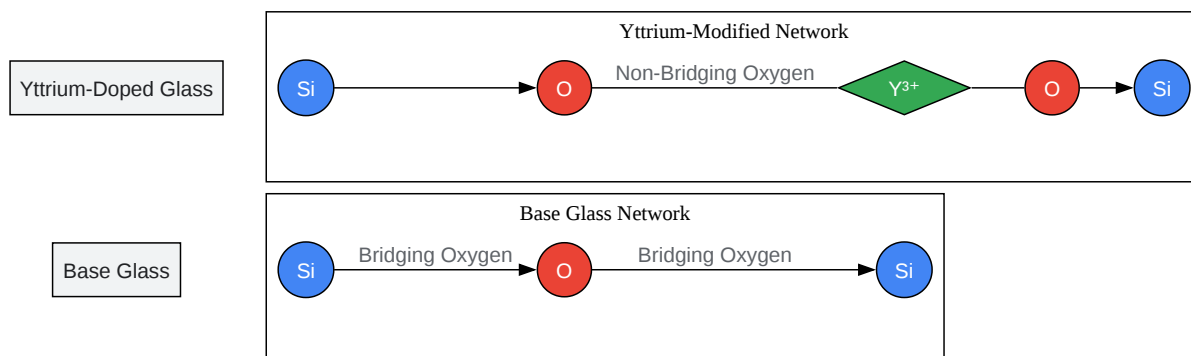 Yttrium-Modified Network
Yttrium-Doped Glass
Si
O
Non-Bridging Oxygen
Y³⁺
O
Si
Base Glass Network
Base Glass
Si
Bridging Oxygen
O
Bridging Oxygen
Si